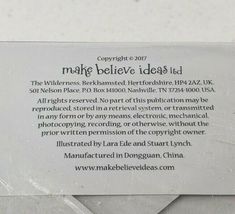 Copyright © 2017
make believe ideas ltd
The Wilderness, Berkhamsted, Hertfordshire, HP4 2AZ, UK.
501 Nelson Place, P.O. Box 141000, Nashville, TN 37214-1000, USA.
All rights reserved. No part of this publication may be
reproduced, stored in a retrieval system, or transmitted
in any form or by any means, electronic, mechanical,
photocopying, recording, or otherwise, without the
prior written permission of the copyright owner.
Illustrated by Lara Ede and Stuart Lynch.
Manufactured in Dongguan, China.
www.makebelieveideas.com